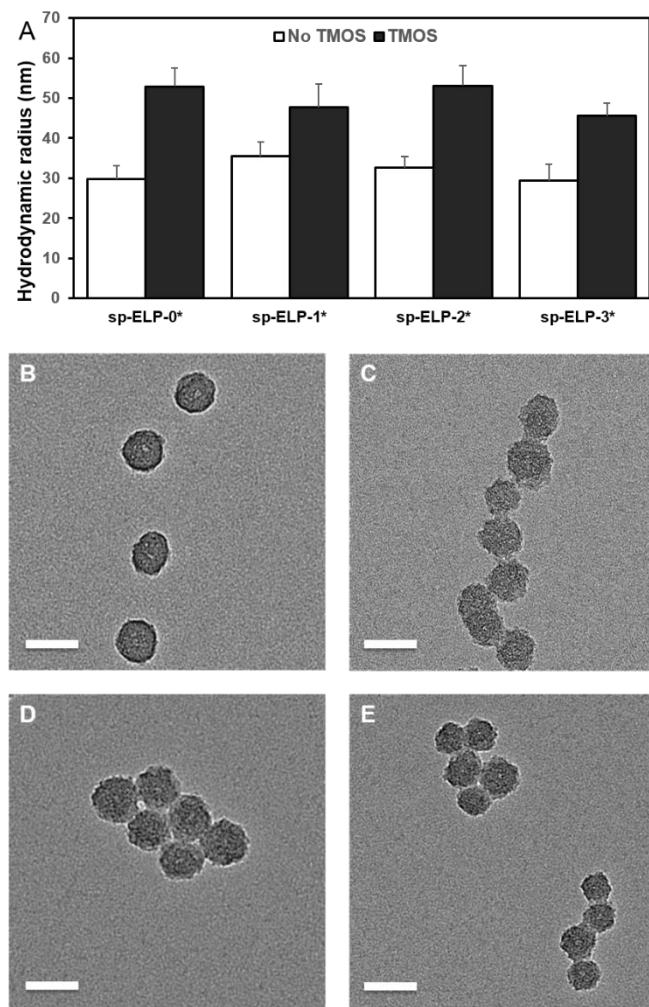 A
70
60
50
40
30
20
10
0
Hydrodynamic radius (nm)
No TMOS TMOS
sp-ELP-0* sp-ELP-1* sp-ELP-2* sp-ELP-3*
B
C
D
E